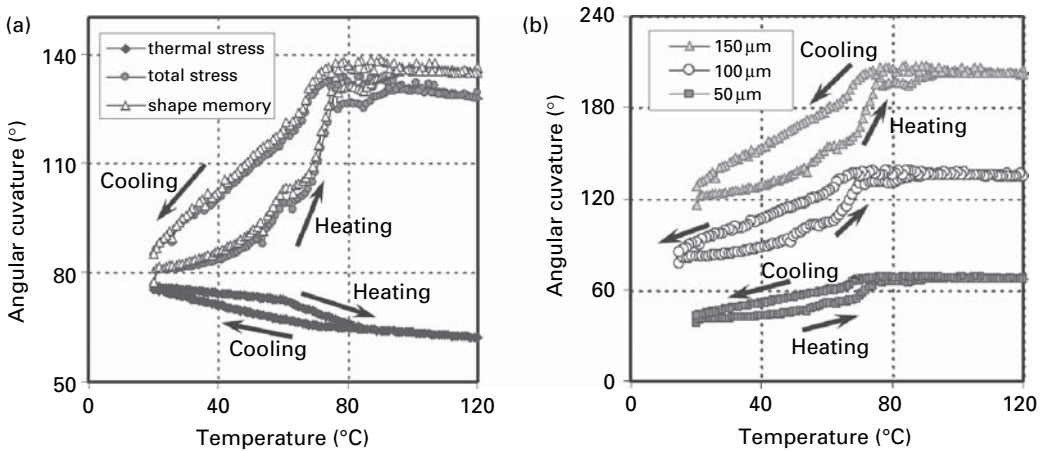 (a)
Angular cuvature (°)
140
110
80
50
thermal stress
total stress
shape memory
Cooling
Heating
Heating
Cooling
0
40
80
120
Temperature (°C)
(b)
Angular cuvature (°)
240
180
120
60
0
150 µm
100 µm
50 µm
Cooling
Heating
Cooling
Heating
0
40
80
120
Temperature (°C)